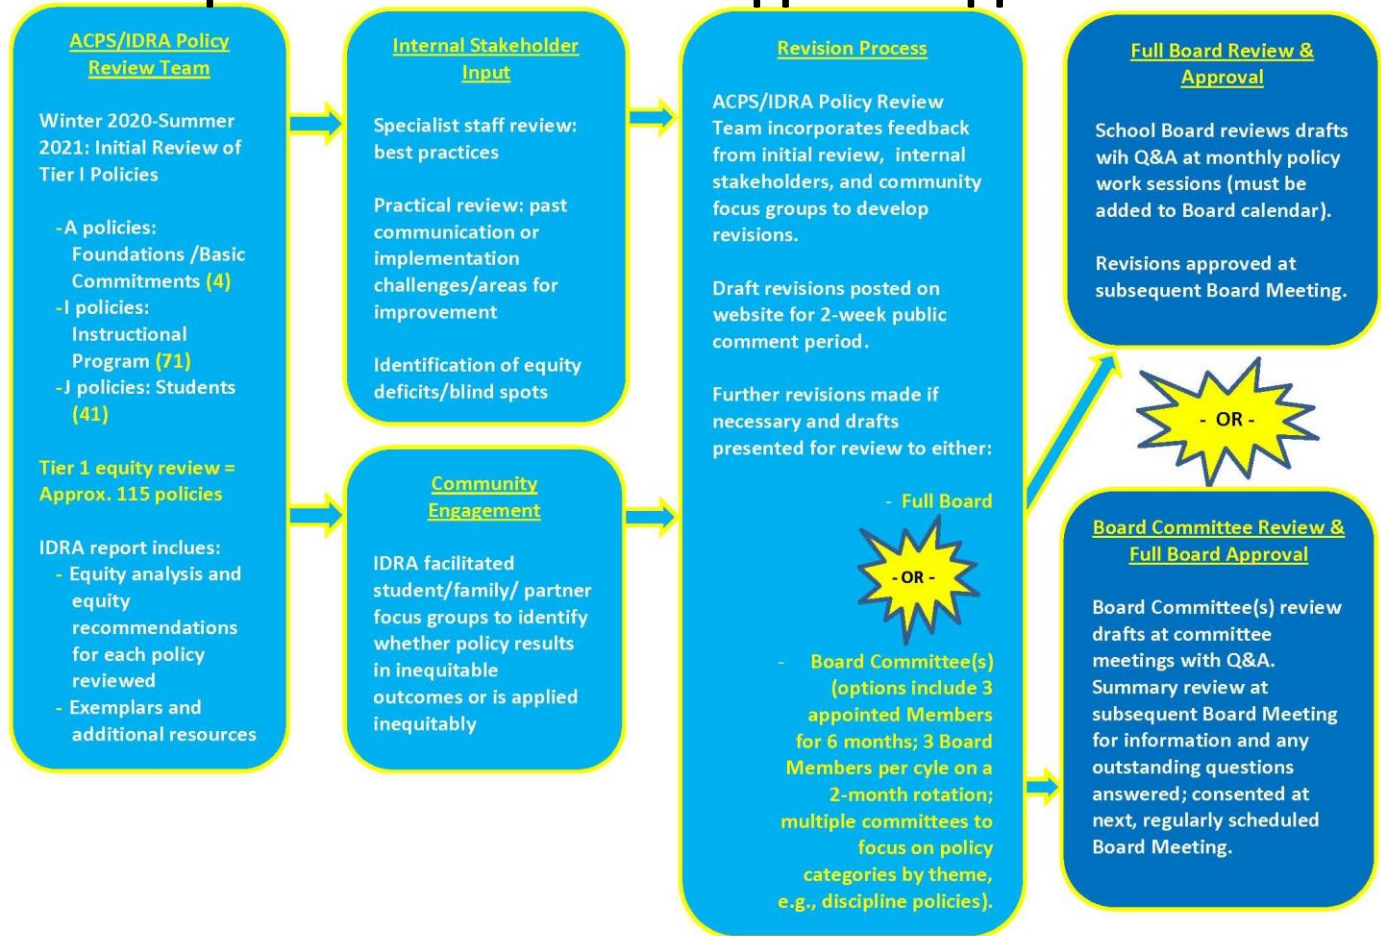 ACPS/IDRA Policy
Review Team
Winter 2020-Summer
2021: Initial Review of
Tier I Policies
-A policies:
Foundations /Basic
Commitments (4)
-I policies:
Instructional
Program (71)
-J policies: Students
(41)
Tier 1 equity review =
Approx. 115 policies
IDRA report inclues:
- Equity analysis and
equity
recommendations
for each policy
reviewed
- Exemplars and
additional resources
Internal Stakeholder
Input
Specialist staff review:
best practices
Practical review: past
communication or
implementation
challenges/areas for
improvement
Identification of equity
deficits/blind spots
Community
Engagement
IDRA facilitated
student/family/ partner
focus groups to identify
whether policy results
in inequitable
outcomes or is applied
inequitably
Revision Process
ACPS/IDRA Policy Review
Team incorporates feedback
from initial review, internal
stakeholders, and community
focus groups to develop
revisions.
Draft revisions posted on
website for 2-week public
comment period.
Further revisions made if
necessary and drafts
presented for review to either:
- Full Board
- OR -
- Board Committee(s)
(options include 3
appointed Members
for 6 months; 3 Board
Members per cyle on a
2-month rotation;
multiple committees to
focus on policy
categories by theme,
e.g., discipline policies).
Full Board Review &
Approval
School Board reviews drafts
wih Q&A at monthly policy
work sessions (must be
added to Board calendar).
Revisions approved at
subsequent Board Meeting.
- OR -
Board Committee Review &
Full Board Approval
Board Committee(s) review
drafts at committee
meetings with Q&A.
Summary review at
subsequent Board Meeting
for information and any
outstanding questions
answered; consented at
next, regularly scheduled
Board Meeting.